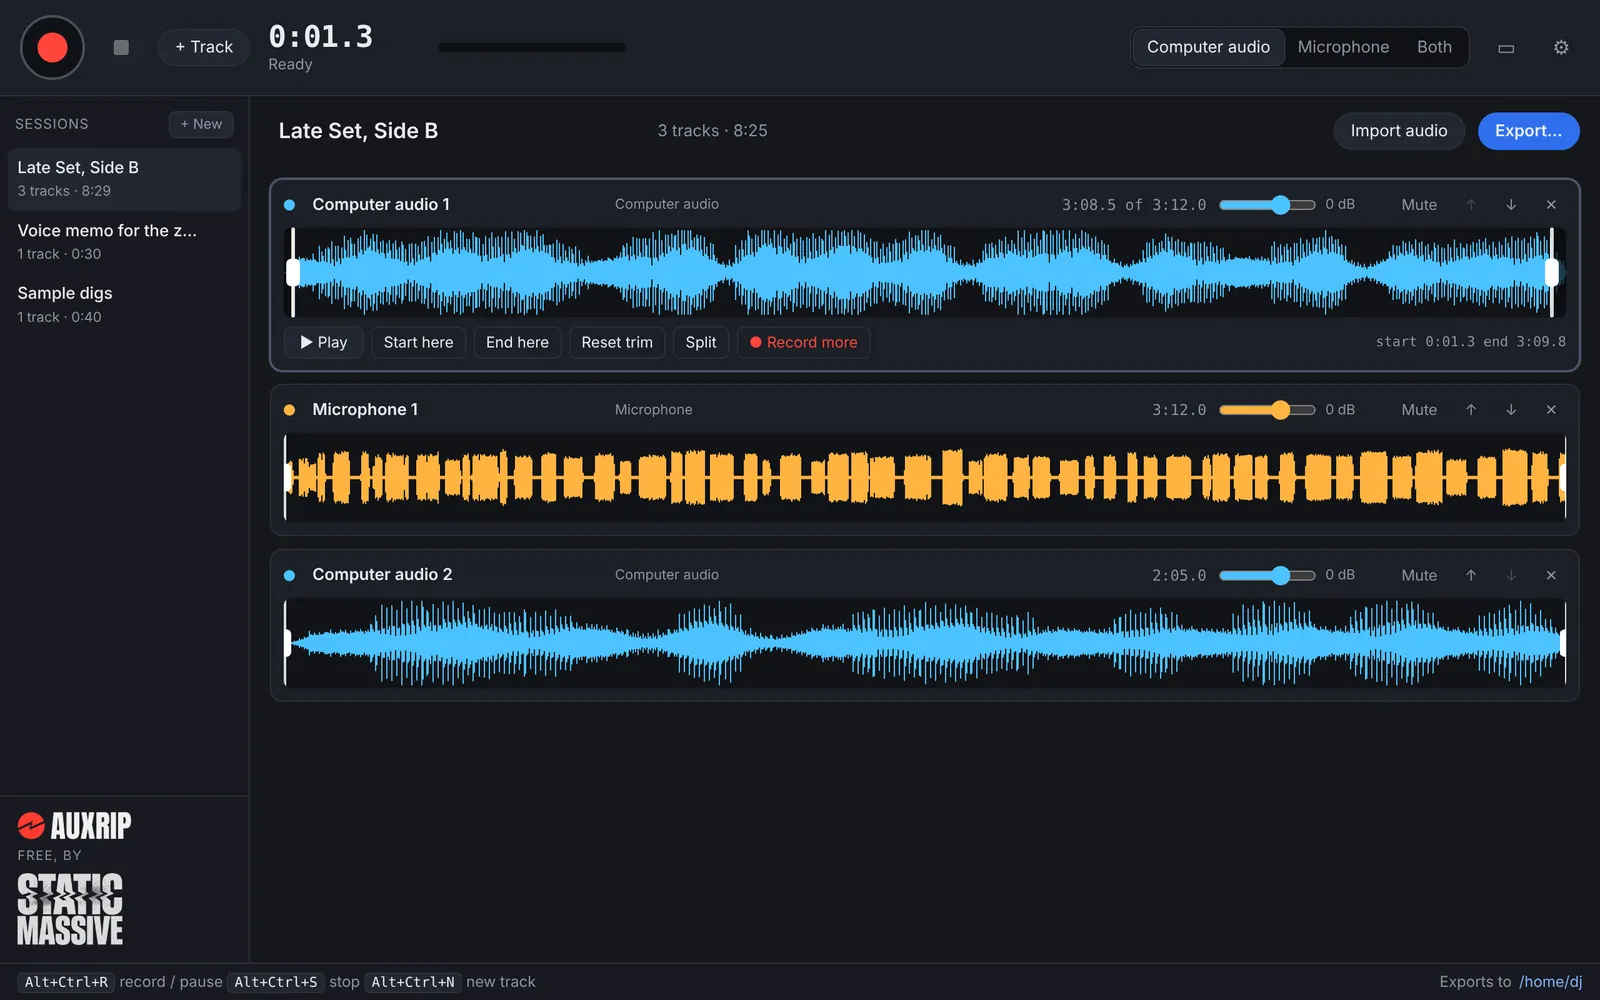 + Track
0:01.3
Ready
Computer audio
Microphone
Both
SESSIONS
+ New
Late Set, Side B
3 tracks · 8:29
Voice memo for the z...
1 track · 0:30
Sample digs
1 track · 0:40
Late Set, Side B
3 tracks · 8:25
Import audio
Export...
Computer audio 1
Computer audio
3:08.5 of 3:12.0
0 dB
Mute
Play
Start here
End here
Reset trim
Split
Record more
start 0:01.3 end 3:09.8
Microphone 1
Microphone
3:12.0
0 dB
Mute
Computer audio 2
Computer audio
2:05.0
0 dB
Mute
AUXRIP
FREE, BY
STATIC
MASSIVE
Alt+Ctrl+R record / pause Alt+Ctrl+S stop Alt+Ctrl+N new track
Exports to /home/dj